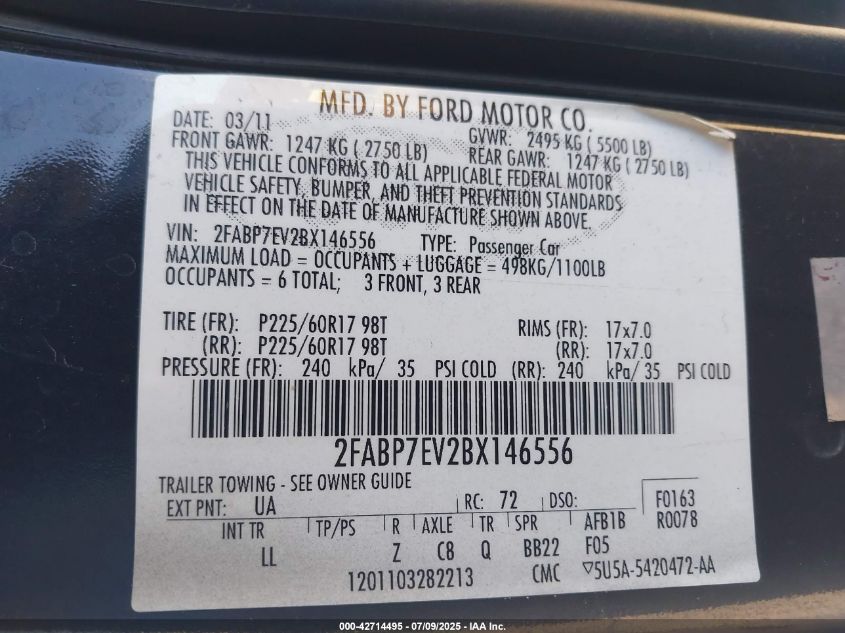 MFD. BY FORD MOTOR CO.
DATE: 03/11 GVWR: 2495 KG ( 5500 LB)
FRONT GAWR: 1247 KG ( 2750 LB) REAR GAWR: 1247 KG ( 2750 LB)
THIS VEHICLE CONFORMS TO ALL APPLICABLE FEDERAL MOTOR
VEHICLE SAFETY, BUMPER, AND THEFT PREVENTION STANDARDS
IN EFFECT ON THE DATE OF MANUFACTURE SHOWN ABOVE.
VIN: 2FABP7EV2BX146556 TYPE: Passenger Car
MAXIMUM LOAD = OCCUPANTS + LUGGAGE = 498KG/1100LB
OCCUPANTS = 6 TOTAL; 3 FRONT, 3 REAR
TIRE (FR): P225/60R17 98T RIMS (FR): 17x7.0
(RR): P225/60R17 98T (RR): 17x7.0
PRESSURE (FR): 240 kPa/ 35 PSI COLD (RR): 240 kPa/ 35 PSI COLD
2FABP7EV2BX146556
TRAILER TOWING - SEE OWNER GUIDE
EXT PNT: UA RC: 72 DSO: F0163
INT TR TP/PS R AXLE TR SPR AFB1B R0078
LL Z C8 Q BB22 F05
1201103282213 CMC ▽5U5A-5420472-AA
000-42714495 | 07/09/2025 - IAA Inc.